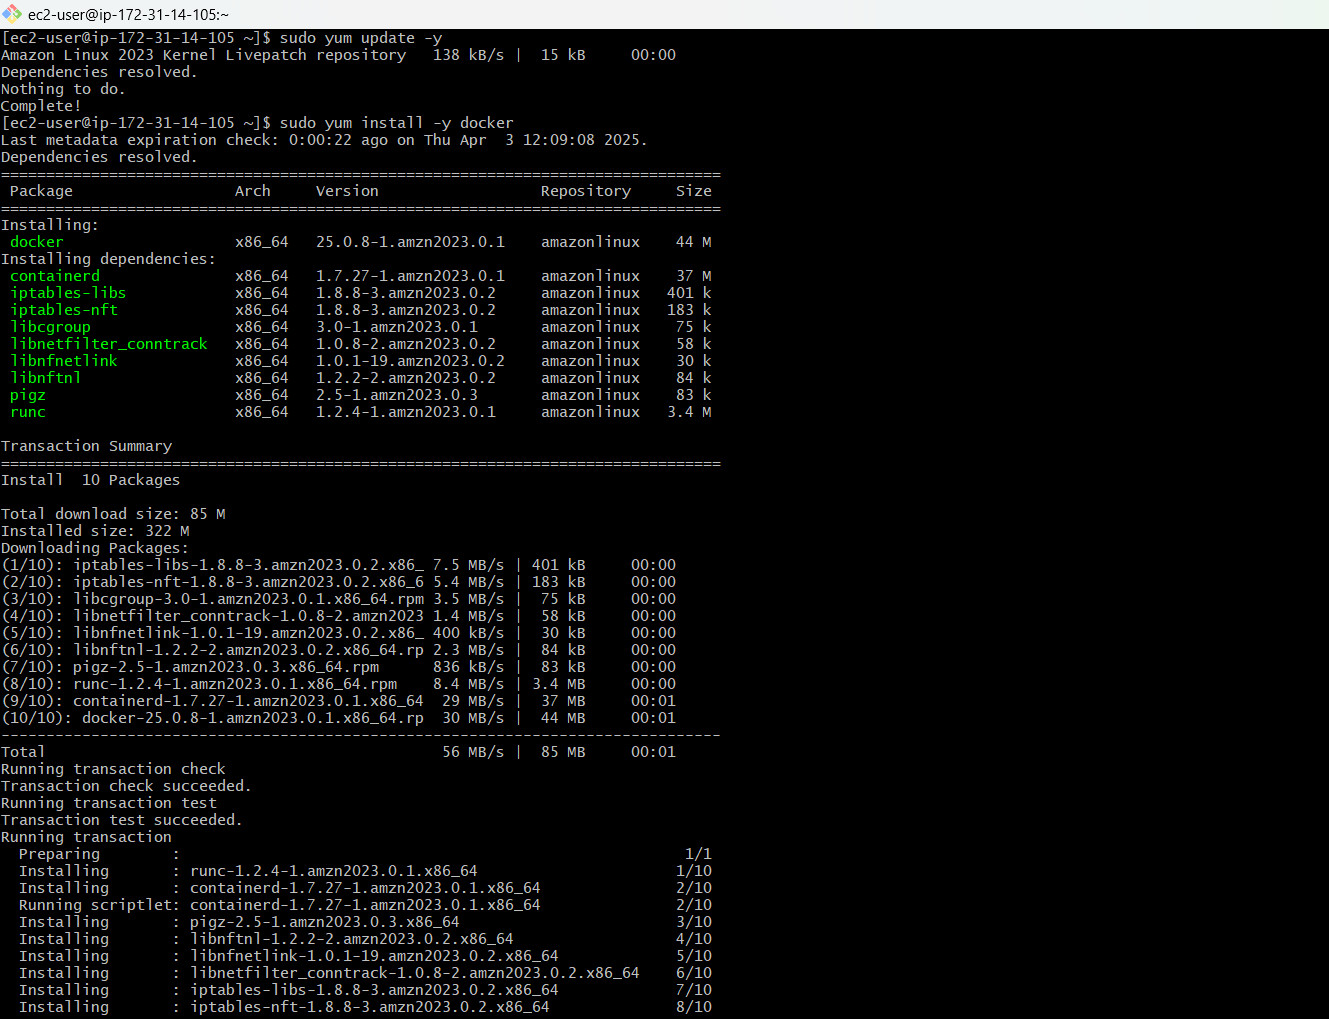 ec2-user@ip-172-31-14-105:~
[ec2-user@ip-172-31-14-105 ~]$ sudo yum update -y
Amazon Linux 2023 Kernel Livepatch repository   138 kB/s |  15 kB     00:00
Dependencies resolved.
Nothing to do.
Complete!
[ec2-user@ip-172-31-14-105 ~]$ sudo yum install -y docker
Last metadata expiration check: 0:00:22 ago on Thu Apr  3 12:09:08 2025.
Dependencies resolved.
================================================================================
 Package                  Arch     Version                  Repository     Size
================================================================================
Installing:
 docker                   x86_64   25.0.8-1.amzn2023.0.1    amazonlinux    44 M
Installing dependencies:
 containerd               x86_64   1.7.27-1.amzn2023.0.1    amazonlinux    37 M
 iptables-libs            x86_64   1.8.8-3.amzn2023.0.2     amazonlinux   401 k
 iptables-nft             x86_64   1.8.8-3.amzn2023.0.2     amazonlinux   183 k
 libcgroup                x86_64   3.0-1.amzn2023.0.1       amazonlinux    75 k
 libnetfilter_conntrack   x86_64   1.0.8-2.amzn2023.0.2     amazonlinux    58 k
 libnfnetlink             x86_64   1.0.1-19.amzn2023.0.2    amazonlinux    30 k
 libnftnl                 x86_64   1.2.2-2.amzn2023.0.2     amazonlinux    84 k
 pigz                     x86_64   2.5-1.amzn2023.0.3       amazonlinux    83 k
 runc                     x86_64   1.2.4-1.amzn2023.0.1     amazonlinux   3.4 M
Transaction Summary
================================================================================
Install  10 Packages
Total download size: 85 M
Installed size: 322 M
Downloading Packages:
(1/10): iptables-libs-1.8.8-3.amzn2023.0.2.x86_ 7.5 MB/s | 401 kB     00:00
(2/10): iptables-nft-1.8.8-3.amzn2023.0.2.x86_6 5.4 MB/s | 183 kB     00:00
(3/10): libcgroup-3.0-1.amzn2023.0.1.x86_64.rpm 3.5 MB/s |  75 kB     00:00
(4/10): libnetfilter_conntrack-1.0.8-2.amzn2023 1.4 MB/s |  58 kB     00:00
(5/10): libnfnetlink-1.0.1-19.amzn2023.0.2.x86_ 400 kB/s |  30 kB     00:00
(6/10): libnftnl-1.2.2-2.amzn2023.0.2.x86_64.rp 2.3 MB/s |  84 kB     00:00
(7/10): pigz-2.5-1.amzn2023.0.3.x86_64.rpm      836 kB/s |  83 kB     00:00
(8/10): runc-1.2.4-1.amzn2023.0.1.x86_64.rpm    8.4 MB/s | 3.4 MB     00:00
(9/10): containerd-1.7.27-1.amzn2023.0.1.x86_64  29 MB/s |  37 MB     00:01
(10/10): docker-25.0.8-1.amzn2023.0.1.x86_64.rp  30 MB/s |  44 MB     00:01
--------------------------------------------------------------------------------
Total                                            56 MB/s |  85 MB     00:01
Running transaction check
Transaction check succeeded.
Running transaction test
Transaction test succeeded.
Running transaction
  Preparing        :                                                        1/1
  Installing       : runc-1.2.4-1.amzn2023.0.1.x86_64                      1/10
  Installing       : containerd-1.7.27-1.amzn2023.0.1.x86_64               2/10
  Running scriptlet: containerd-1.7.27-1.amzn2023.0.1.x86_64               2/10
  Installing       : pigz-2.5-1.amzn2023.0.3.x86_64                        3/10
  Installing       : libnftnl-1.2.2-2.amzn2023.0.2.x86_64                  4/10
  Installing       : libnfnetlink-1.0.1-19.amzn2023.0.2.x86_64             5/10
  Installing       : libnetfilter_conntrack-1.0.8-2.amzn2023.0.2.x86_64    6/10
  Installing       : iptables-libs-1.8.8-3.amzn2023.0.2.x86_64             7/10
  Installing       : iptables-nft-1.8.8-3.amzn2023.0.2.x86_64              8/10